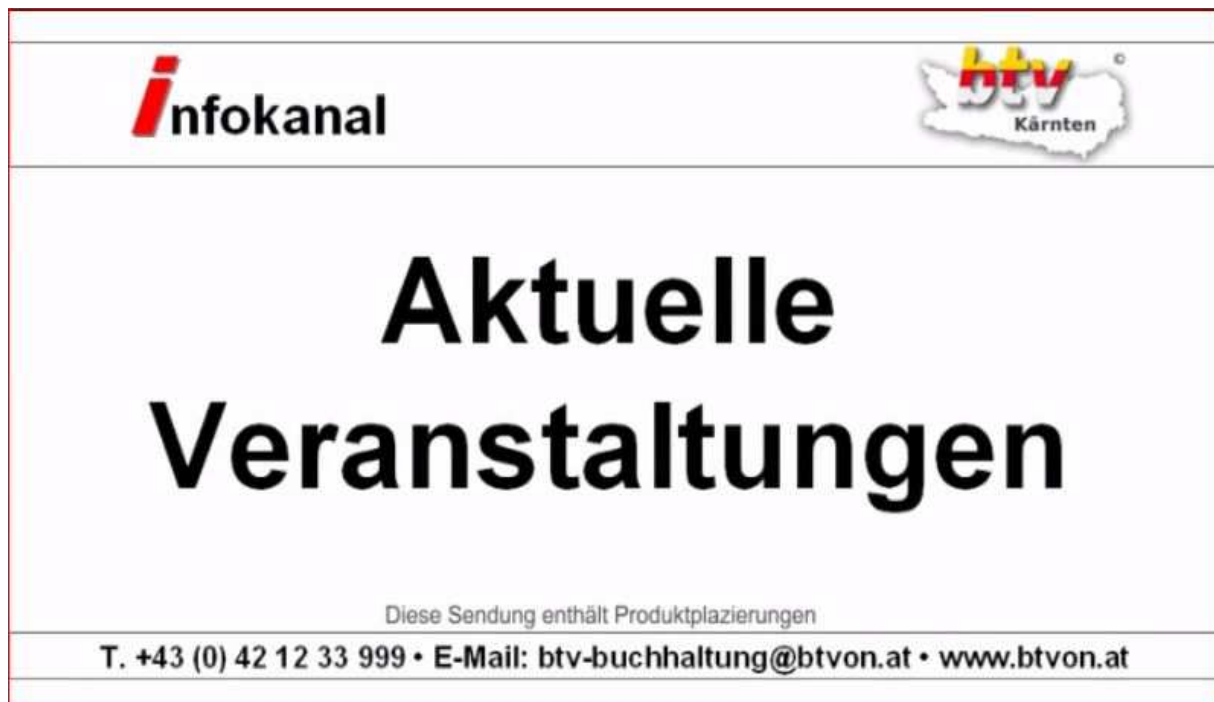 infokanal
btv ©
Kärnten
Aktuelle
Veranstaltungen
Diese Sendung enthält Produktplazierungen
T. +43 (0) 42 12 33 999 • E-Mail: btv-buchhaltung@btvon.at • www.btvon.at